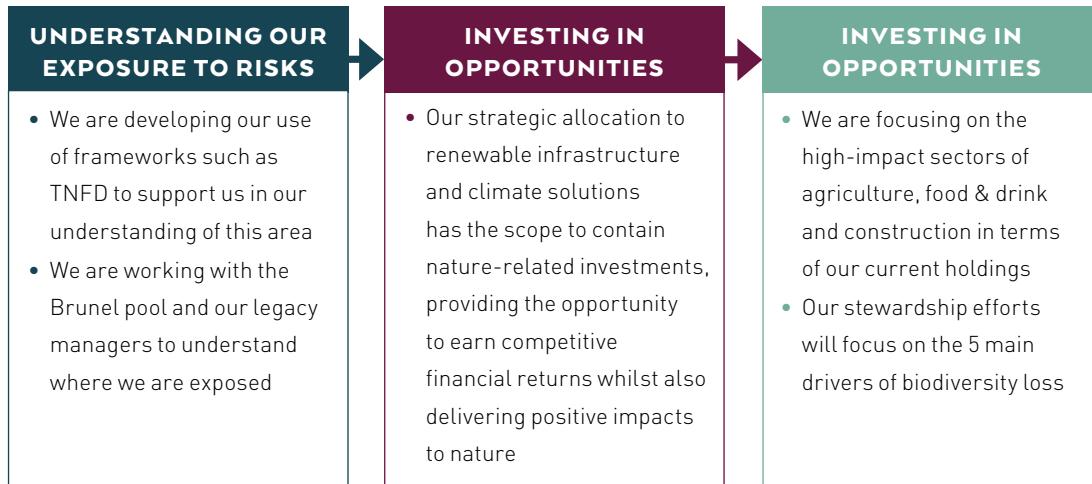 UNDERSTANDING OUR
EXPOSURE TO RISKS
• We are developing our use
of frameworks such as
TNFD to support us in our
understanding of this area
• We are working with the
Brunel pool and our legacy
managers to understand
where we are exposed
INVESTING IN
OPPORTUNITIES
• Our strategic allocation to
renewable infrastructure
and climate solutions
has the scope to contain
nature-related investments,
providing the opportunity
to earn competitive
financial returns whilst also
delivering positive impacts
to nature
INVESTING IN
OPPORTUNITIES
• We are focusing on the
high-impact sectors of
agriculture, food & drink
and construction in terms
of our current holdings
• Our stewardship efforts
will focus on the 5 main
drivers of biodiversity loss